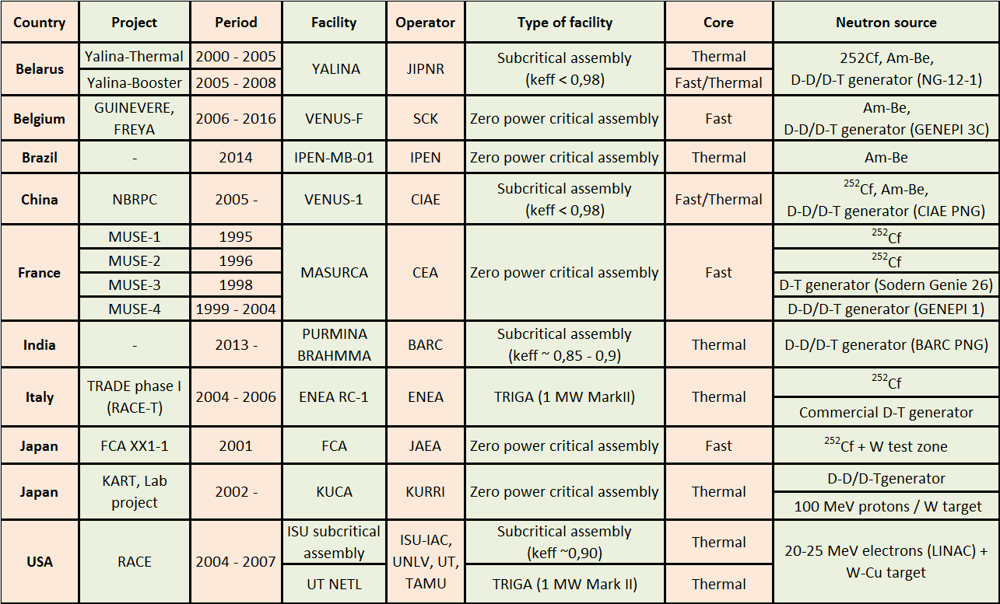 Country Project Period Facility Operator Type of facility Core Neutron source
Belarus
Yalina-Thermal 2000 - 2005
Yalina-Booster 2005 - 2008
YALINA JIPNR
Subcritical assembly
(keff < 0,98)
Thermal
Fast/Thermal
252Cf, Am-Be,
D-D/D-T generator (NG-12-1)
Belgium
GUINEVERE,
FREYA
2006 - 2016 VENUS-F SCK Zero power critical assembly Fast
Am-Be,
D-D/D-T generator (GENEPI 3C)
Brazil - 2014 IPEN-MB-01 IPEN Zero power critical assembly Thermal Am-Be
China NBRPC 2005 - VENUS-1 CIAE
Subcritical assembly
(keff < 0,98)
Fast/Thermal
252Cf, Am-Be,
D-D/D-T generator (CIAE PNG)
France
MUSE-1 1995
MUSE-2 1996
MUSE-3 1998
MUSE-4 1999 - 2004
MASURCA CEA Zero power critical assembly Fast
252Cf
252Cf
D-T generator (Sodern Genie 26)
D-D/D-T generator (GENEPI 1)
India - 2013 -
PURMINA
BRAHMMA
BARC
Subcritical assembly
(keff ~ 0,85 - 0,9)
Thermal D-D/D-T generator (BARC PNG)
Italy
TRADE phase I
(RACE-T)
2004 - 2006 ENEA RC-1 ENEA TRIGA (1 MW MarkII) Thermal
252Cf
Commercial D-T generator
Japan FCA XX1-1 2001 FCA JAEA Zero power critical assembly Fast 252Cf + W test zone
Japan
KART, Lab
project
2002 - KUCA KURRI Zero power critical assembly Thermal
D-D/D-Tgenerator
100 MeV protons / W target
USA RACE 2004 - 2007
ISU subcritical
assembly
UT NETL
ISU-IAC,
UNLV, UT,
TAMU
Subcritical assembly
(keff ~0,90)
TRIGA (1 MW Mark II)
Thermal
Thermal
20-25 MeV electrons (LINAC) +
W-Cu target